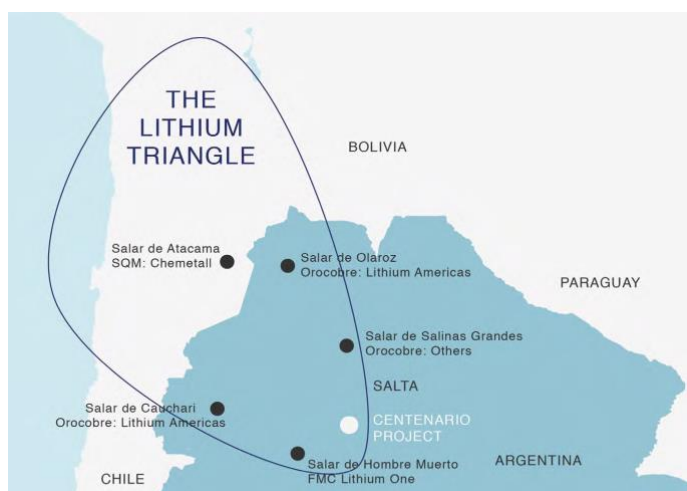 THE
LITHIUM
TRIANGLE
BOLIVIA
Salar de Atacama
SQM: Chemetall
Salar de Olaroz
Orocobre: Lithium Americas
PARAGUAY
Salar de Salinas Grandes
Orocobre: Others
SALTA
Salar de Cauchari
Orocobre: Lithium Americas
CENTENARIO
PROJECT
Salar de Hombre Muerto
FMC Lithium One
ARGENTINA
CHILE